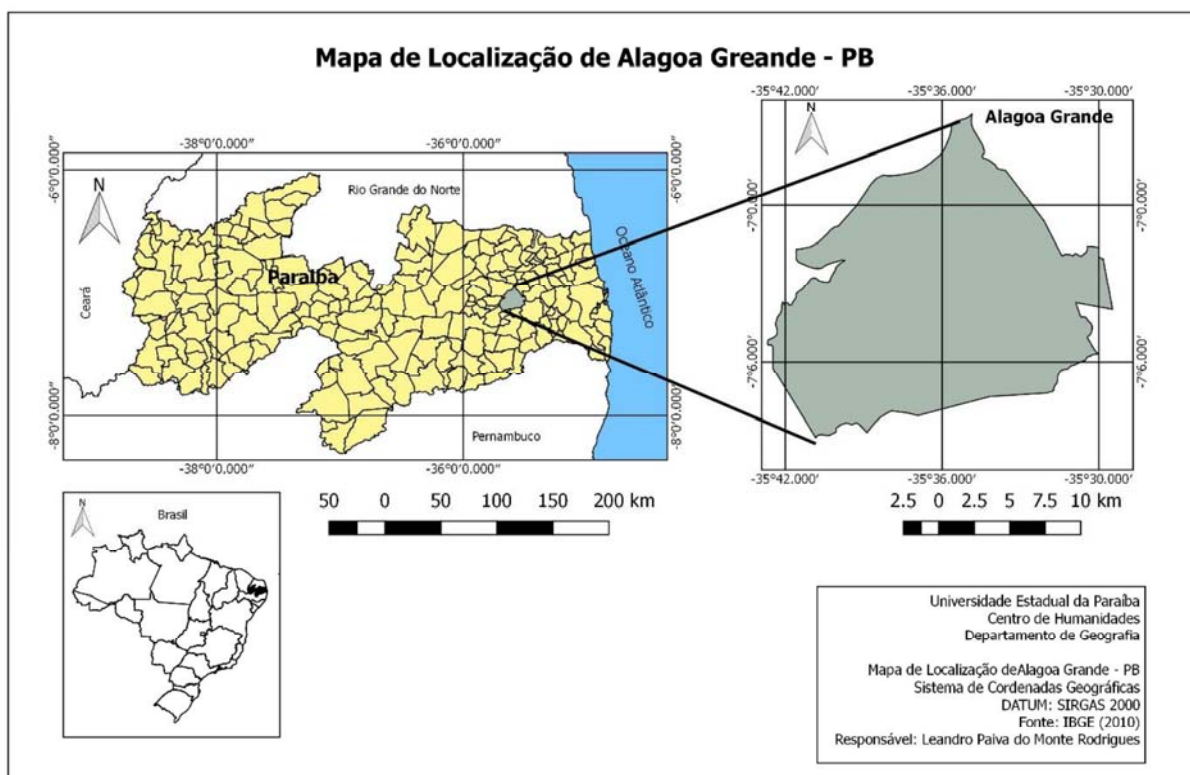 Mapa de Localização de Alagoa Greande - PB
-38°0'0.000"
-36°0'0.000"
-6°0'0.000"
-6°0'0.000"
N
Rio Grande do Norte
Paraíba
Ceará
Oceano Atlântico
Pernambuco
-8°0'0.000"
-8°0'0.000"
-38°0'0.000"
-36°0'0.000"
50 0 50 100 150 200 km
-35°42.000'
-35°36.000'
-35°30.000'
N
Alagoa Grande
-7°0.000'
-7°0.000'
-7°6.000'
-7°6.000'
-35°42.000'
-35°36.000'
-35°30.000'
2.5 0 2.5 5 7.5 10 km
N
Brasil
Universidade Estadual da Paraíba
Centro de Humanidades
Departamento de Geografia
Mapa de Localização deAlagoa Grande - PB
Sistema de Cordenadas Geográficas
DATUM: SIRGAS 2000
Fonte: IBGE (2010)
Responsável: Leandro Paiva do Monte Rodrigues